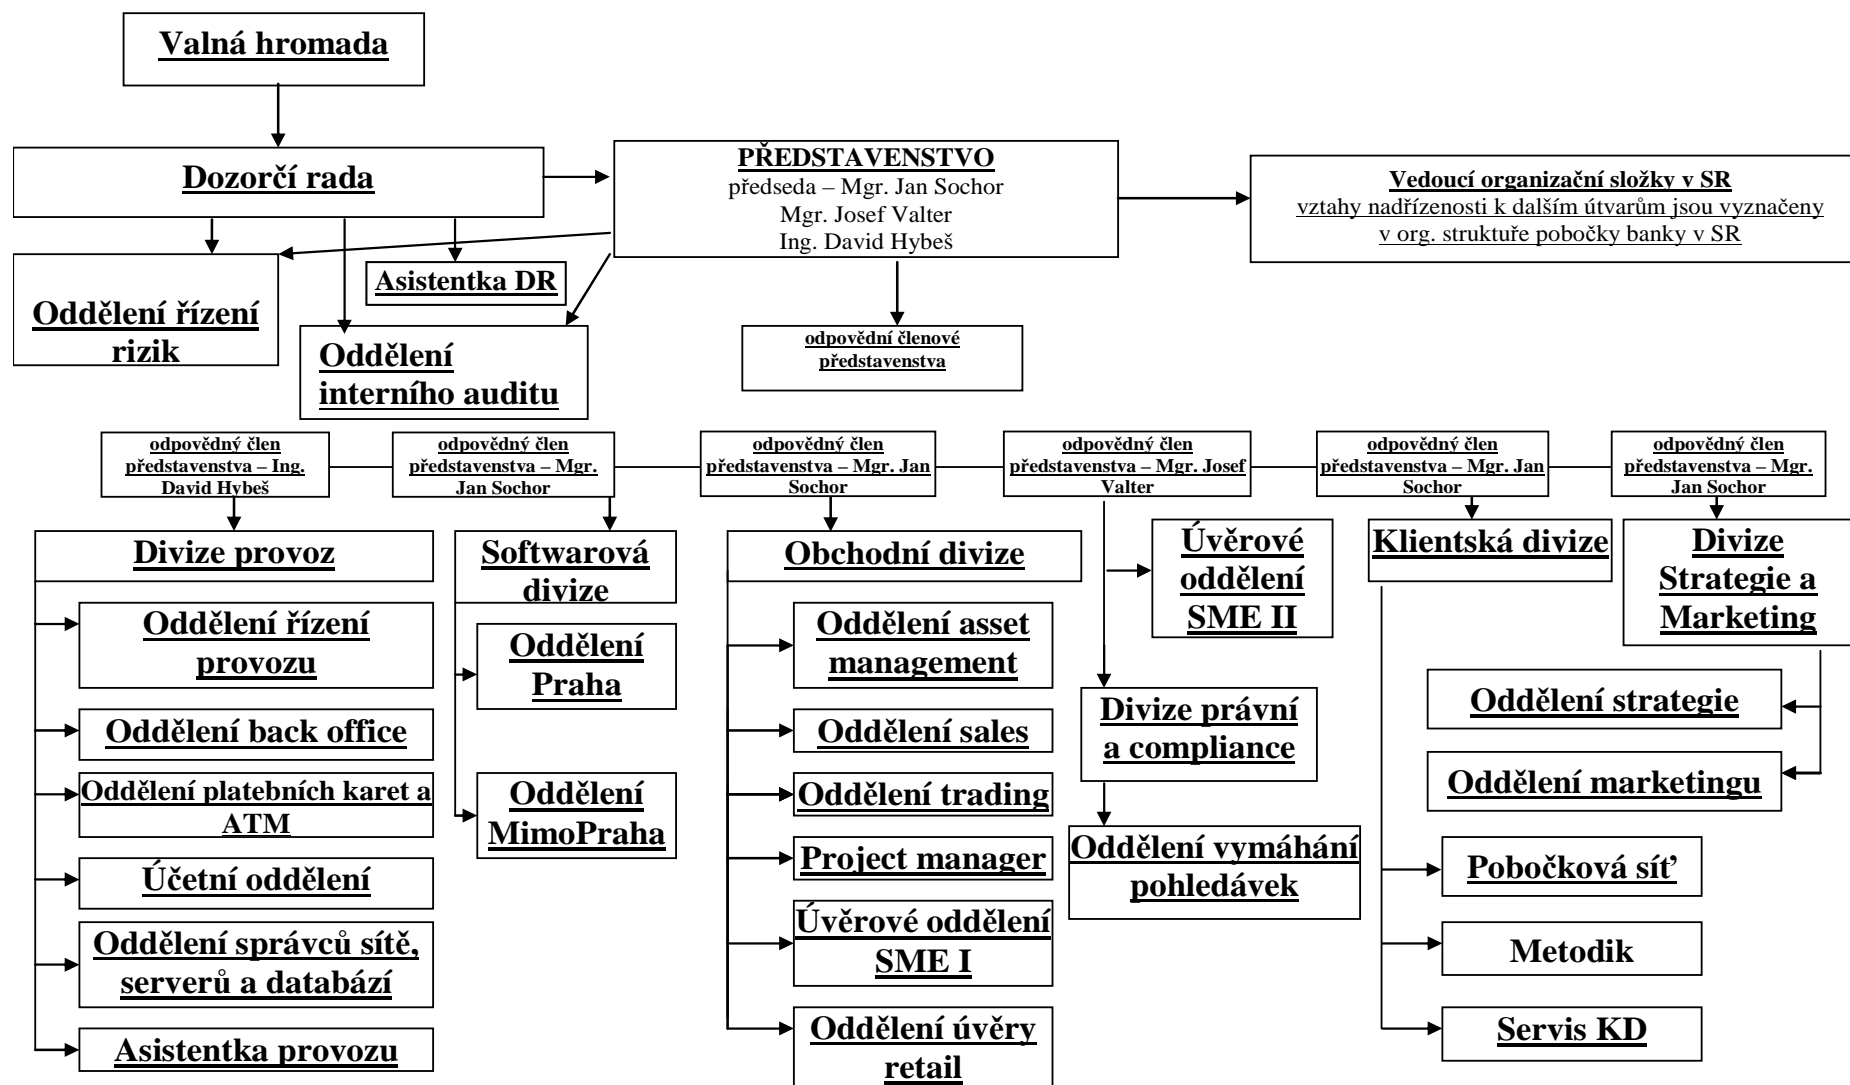 Valná hromada
Dozorčí rada
PŘEDSTAVENSTVO
předseda – Mgr. Jan Sochor
Mgr. Josef Valter
Ing. David Hybeš
Vedoucí organizační složky v SR
vztahy nadřízenosti k dalším útvarům jsou vyznačeny
v org. struktuře pobočky banky v SR
Oddělení řízení
rizik
Asistentka DR
Oddělení
interního auditu
odpovědní členové
představenstva
odpovědný člen
představenstva – Ing.
David Hybeš
odpovědný člen
představenstva – Mgr.
Jan Sochor
odpovědný člen
představenstva – Mgr. Jan
Sochor
odpovědný člen
představenstva – Mgr. Josef
Valter
odpovědný člen
představenstva – Mgr. Jan
Sochor
odpovědný člen
představenstva – Mgr.
Jan Sochor
Divize provoz
Oddělení řízení
provozu
Oddělení back office
Oddělení platebních karet a
ATM
Účetní oddělení
Oddělení správců sítě,
serverů a databází
Asistentka provozu
Softwarová
divize
Oddělení
Praha
Oddělení
MimoPraha
Obchodní divize
Oddělení asset
management
Oddělení sales
Oddělení trading
Project manager
Úvěrové oddělení
SME I
Oddělení úvěry
retail
Úvěrové
oddělení
SME II
Divize právní
a compliance
Oddělení vymáhání
pohledávek
Klientská divize
Pobočková síť
Metodik
Servis KD
Divize
Strategie a
Marketing
Oddělení strategie
Oddělení marketingu